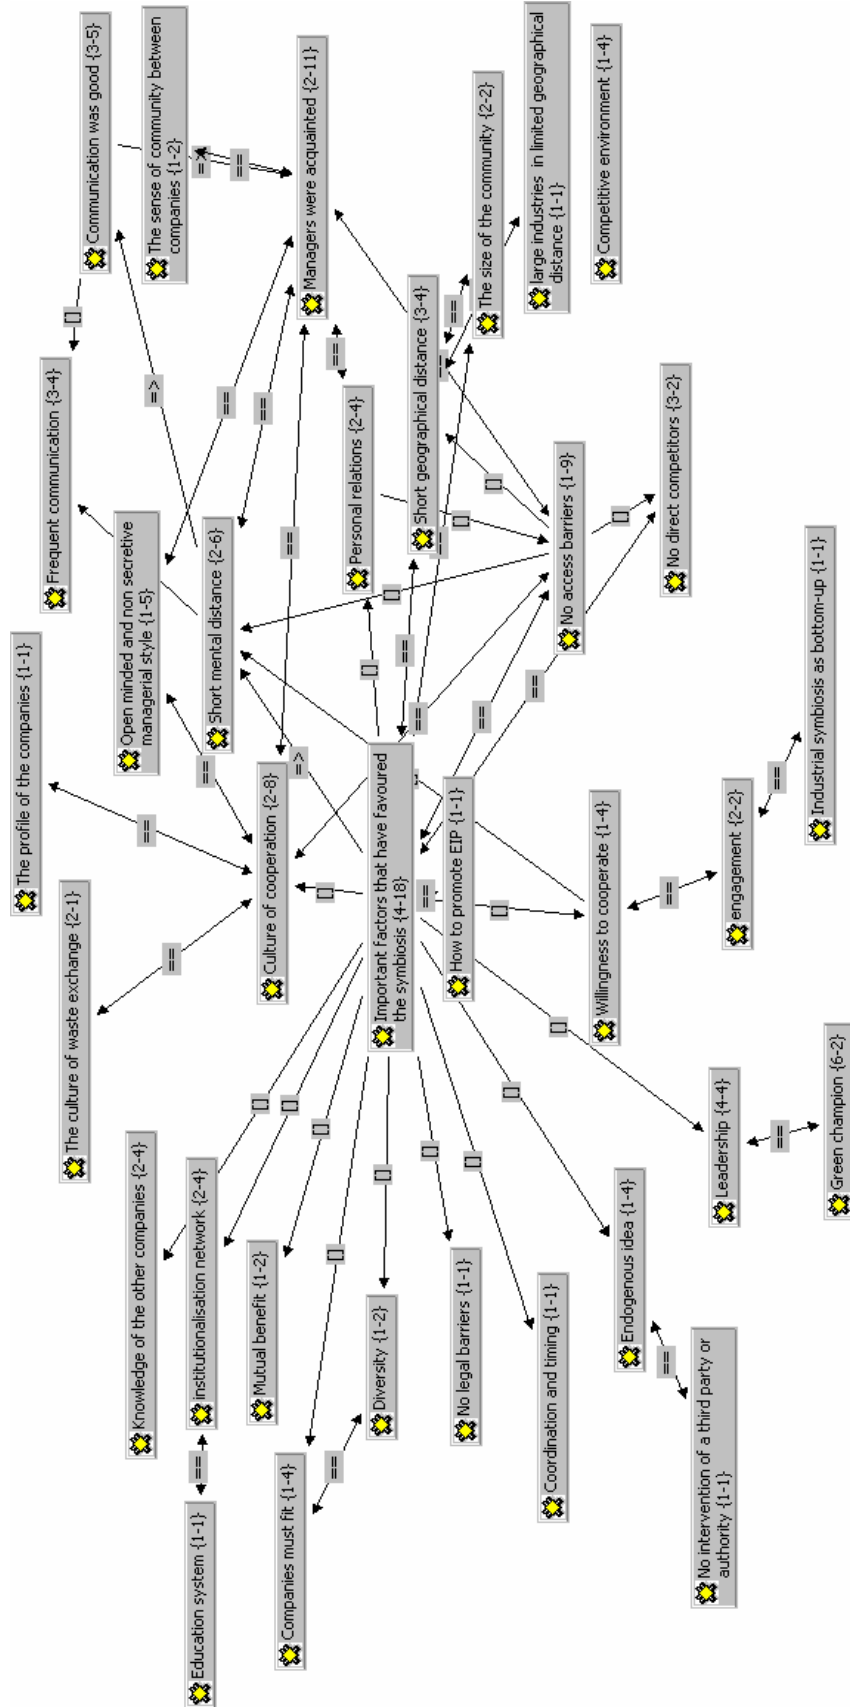 The profile of the companies {1-1}
Frequent communication {3-4}
[]
The culture of waste exchange {2-1}
Communication was good {3-5}
Open minded and non secretive
managerial style {1-5}
Knowledge of the other companies {2-4}
==
=>
The sense of community between
companies {1-2}
==
Education system {1-1}
==
institutionalisation network {2-4}
==
Short mental distance {2-6}
==
==
Mutual benefit {1-2}
[]
Culture of cooperation {2-8}
==
[]
==
=>
Companies must fit {1-4}
Managers were acquainted {2-11}
[]
[]
==
[]
==
Personal relations {2-4}
[]
Diversity {1-2}
[]
Important factors that have favoured
the symbiosis {4-18}
[]
==
==
Short geographical distance {3-4}
==
[]
==
No legal barriers {1-1}
How to promote EIP {1-1}
[]
[]
==
The size of the community {2-2}
[]
[]
[]
==
large industries in limited geographical
distance {1-1}
Coordination and timing {1-1}
[]
No access barriers {1-9}
Willingness to cooperate {1-4}
Competitive environment {1-4}
[]
Endogenous idea {1-4}
==
==
No direct competitors {3-2}
No intervention of a third party or
authority {1-1}
Leadership {4-4}
engagement {2-2}
==
==
Industrial symbiosis as bottom-up {1-1}
Green champion {6-2}